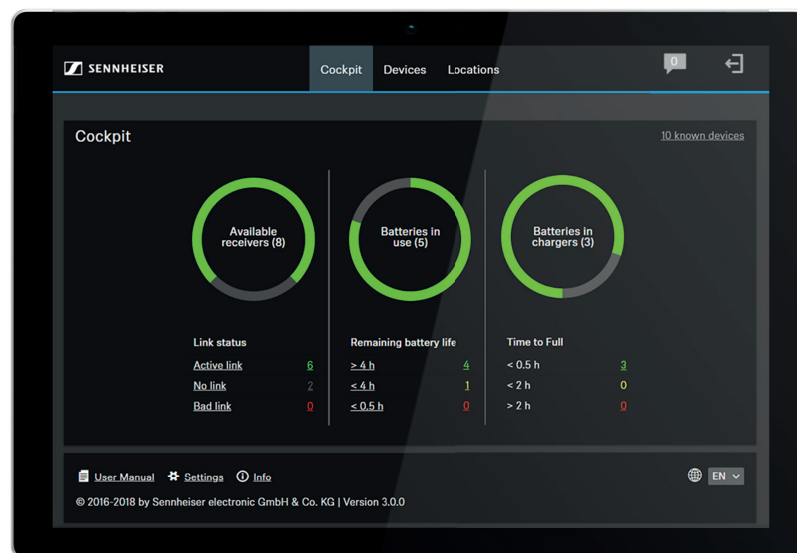 SENNHEISER
Cockpit Devices Locations 0
Cockpit
10 known devices
Available
receivers (8)
Batteries in
use (5)
Batteries in
chargers (3)
Link status
Active link 6
No link 2
Bad link 0
Remaining battery life
> 4 h 4
< 4 h 1
< 0.5 h 0
Time to Full
< 0.5 h 3
< 2 h 0
> 2 h 0
User Manual Settings Info
EN
© 2016-2018 by Sennheiser electronic GmbH & Co. KG | Version 3.0.0